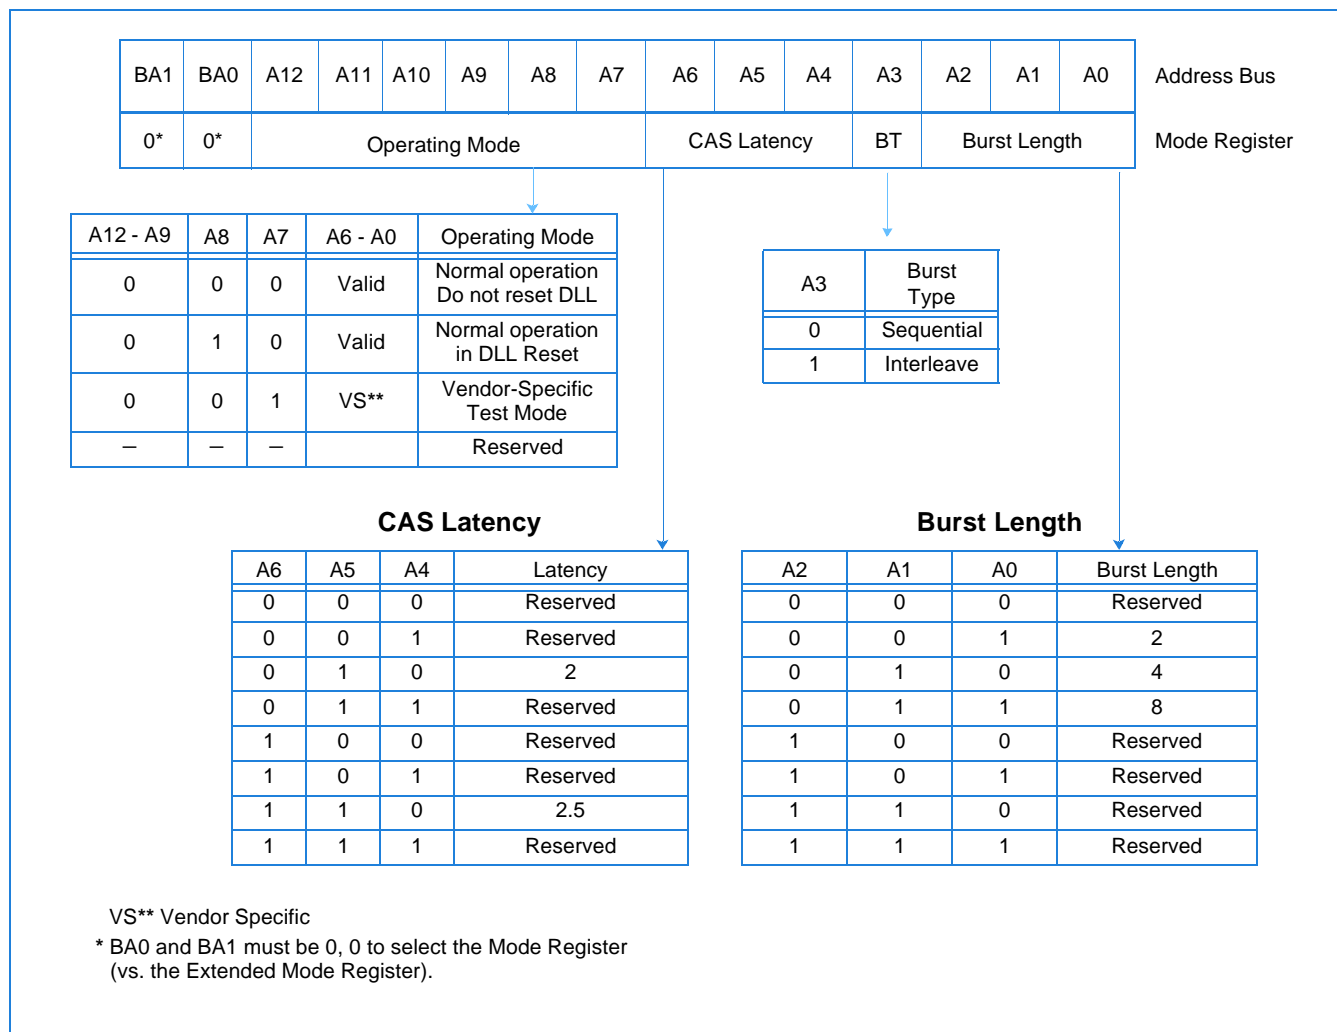 BA1 BA0 A12 A11 A10 A9 A8 A7 A6 A5 A4 A3 A2 A1 A0 Address Bus
0* 0* Operating Mode CAS Latency BT Burst Length Mode Register
A12 - A9 A8 A7 A6 - A0 Operating Mode
0 0 0 Valid Normal operation
Do not reset DLL
0 1 0 Valid Normal operation
in DLL Reset
0 0 1 VS** Vendor-Specific
Test Mode
— — — Reserved
A3 Burst
Type
0 Sequential
1 Interleave
CAS Latency
A6 A5 A4 Latency
0 0 0 Reserved
0 0 1 Reserved
0 1 0 2
0 1 1 Reserved
1 0 0 Reserved
1 0 1 Reserved
1 1 0 2.5
1 1 1 Reserved
Burst Length
A2 A1 A0 Burst Length
0 0 0 Reserved
0 0 1 2
0 1 0 4
0 1 1 8
1 0 0 Reserved
1 0 1 Reserved
1 1 0 Reserved
1 1 1 Reserved
VS** Vendor Specific
* BA0 and BA1 must be 0, 0 to select the Mode Register
(vs. the Extended Mode Register).